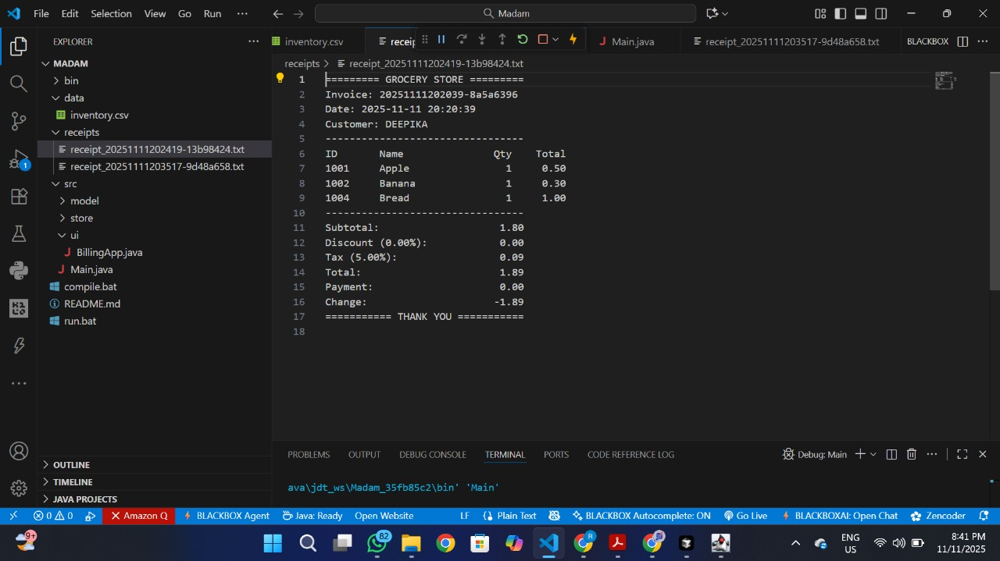 File Edit Selection View Go Run ··· Madam
EXPLORER ···
MADAM
bin
data
inventory.csv
receipts
receipt_20251111202419-13b98424.txt
receipt_20251111203517-9d48a658.txt
src
model
store
ui
BillingApp.java
Main.java
compile.bat
README.md
run.bat
OUTLINE
TIMELINE
JAVA PROJECTS
1
inventory.csv receip Main.java receipt_20251111203517-9d48a658.txt BLACKBOX ···
receipts > receipt_20251111202419-13b98424.txt
1 ========= GROCERY STORE =========
2 Invoice: 20251111202039-8a5a6396
3 Date: 2025-11-11 20:20:39
4 Customer: DEEPIKA
5 ---------------------------------
6 ID Name Qty Total
7 1001 Apple 1 0.50
8 1002 Banana 1 0.30
9 1004 Bread 1 1.00
10 ---------------------------------
11 Subtotal: 1.80
12 Discount (0.00%): 0.00
13 Tax (5.00%): 0.09
14 Total: 1.89
15 Payment: 0.00
16 Change: -1.89
17 =========== THANK YOU ===========
18
PROBLEMS OUTPUT DEBUG CONSOLE TERMINAL PORTS CODE REFERENCE LOG Debug: Main
ava\jdt_ws\Madam_35fb85c2\bin' 'Main'
0 0 Amazon Q BLACKBOX Agent Java: Ready Open Website LF {} Plain Text BLACKBOX Autocomplete: ON Go Live BLACKBOXAI: Open Chat Zencoder
9+ 82 R ENG
US
8:41 PM
11/11/2025